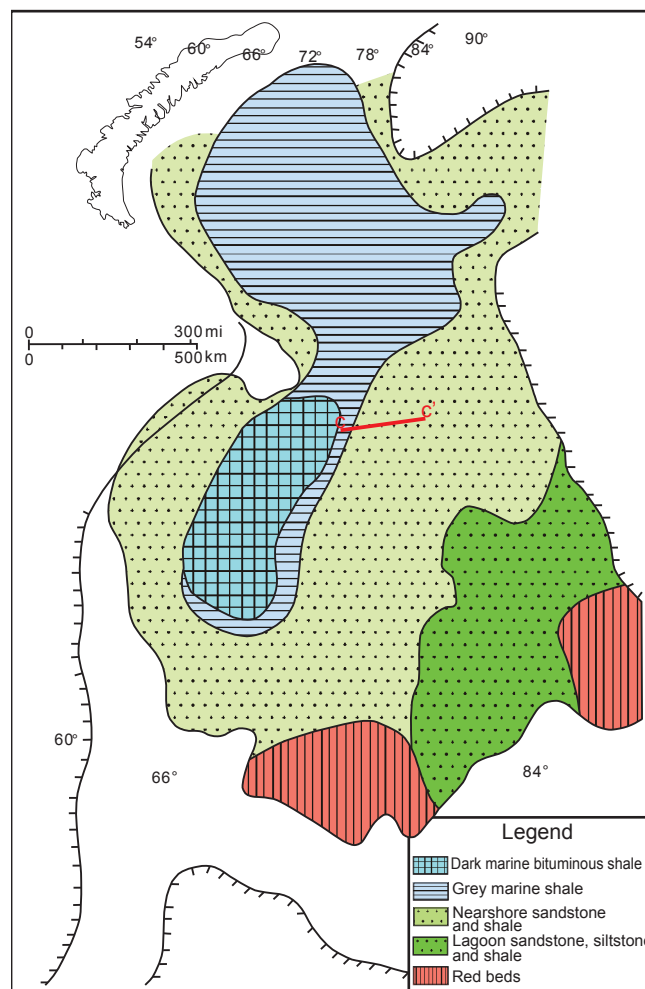 54° 60° 66° 72° 78° 84° 90°
0 300 mi
0 500 km
C C'
60°
66° 84°
Legend
Dark marine bituminous shale
Grey marine shale
Nearshore sandstone
and shale
Lagoon sandstone, siltstone
and shale
Red beds